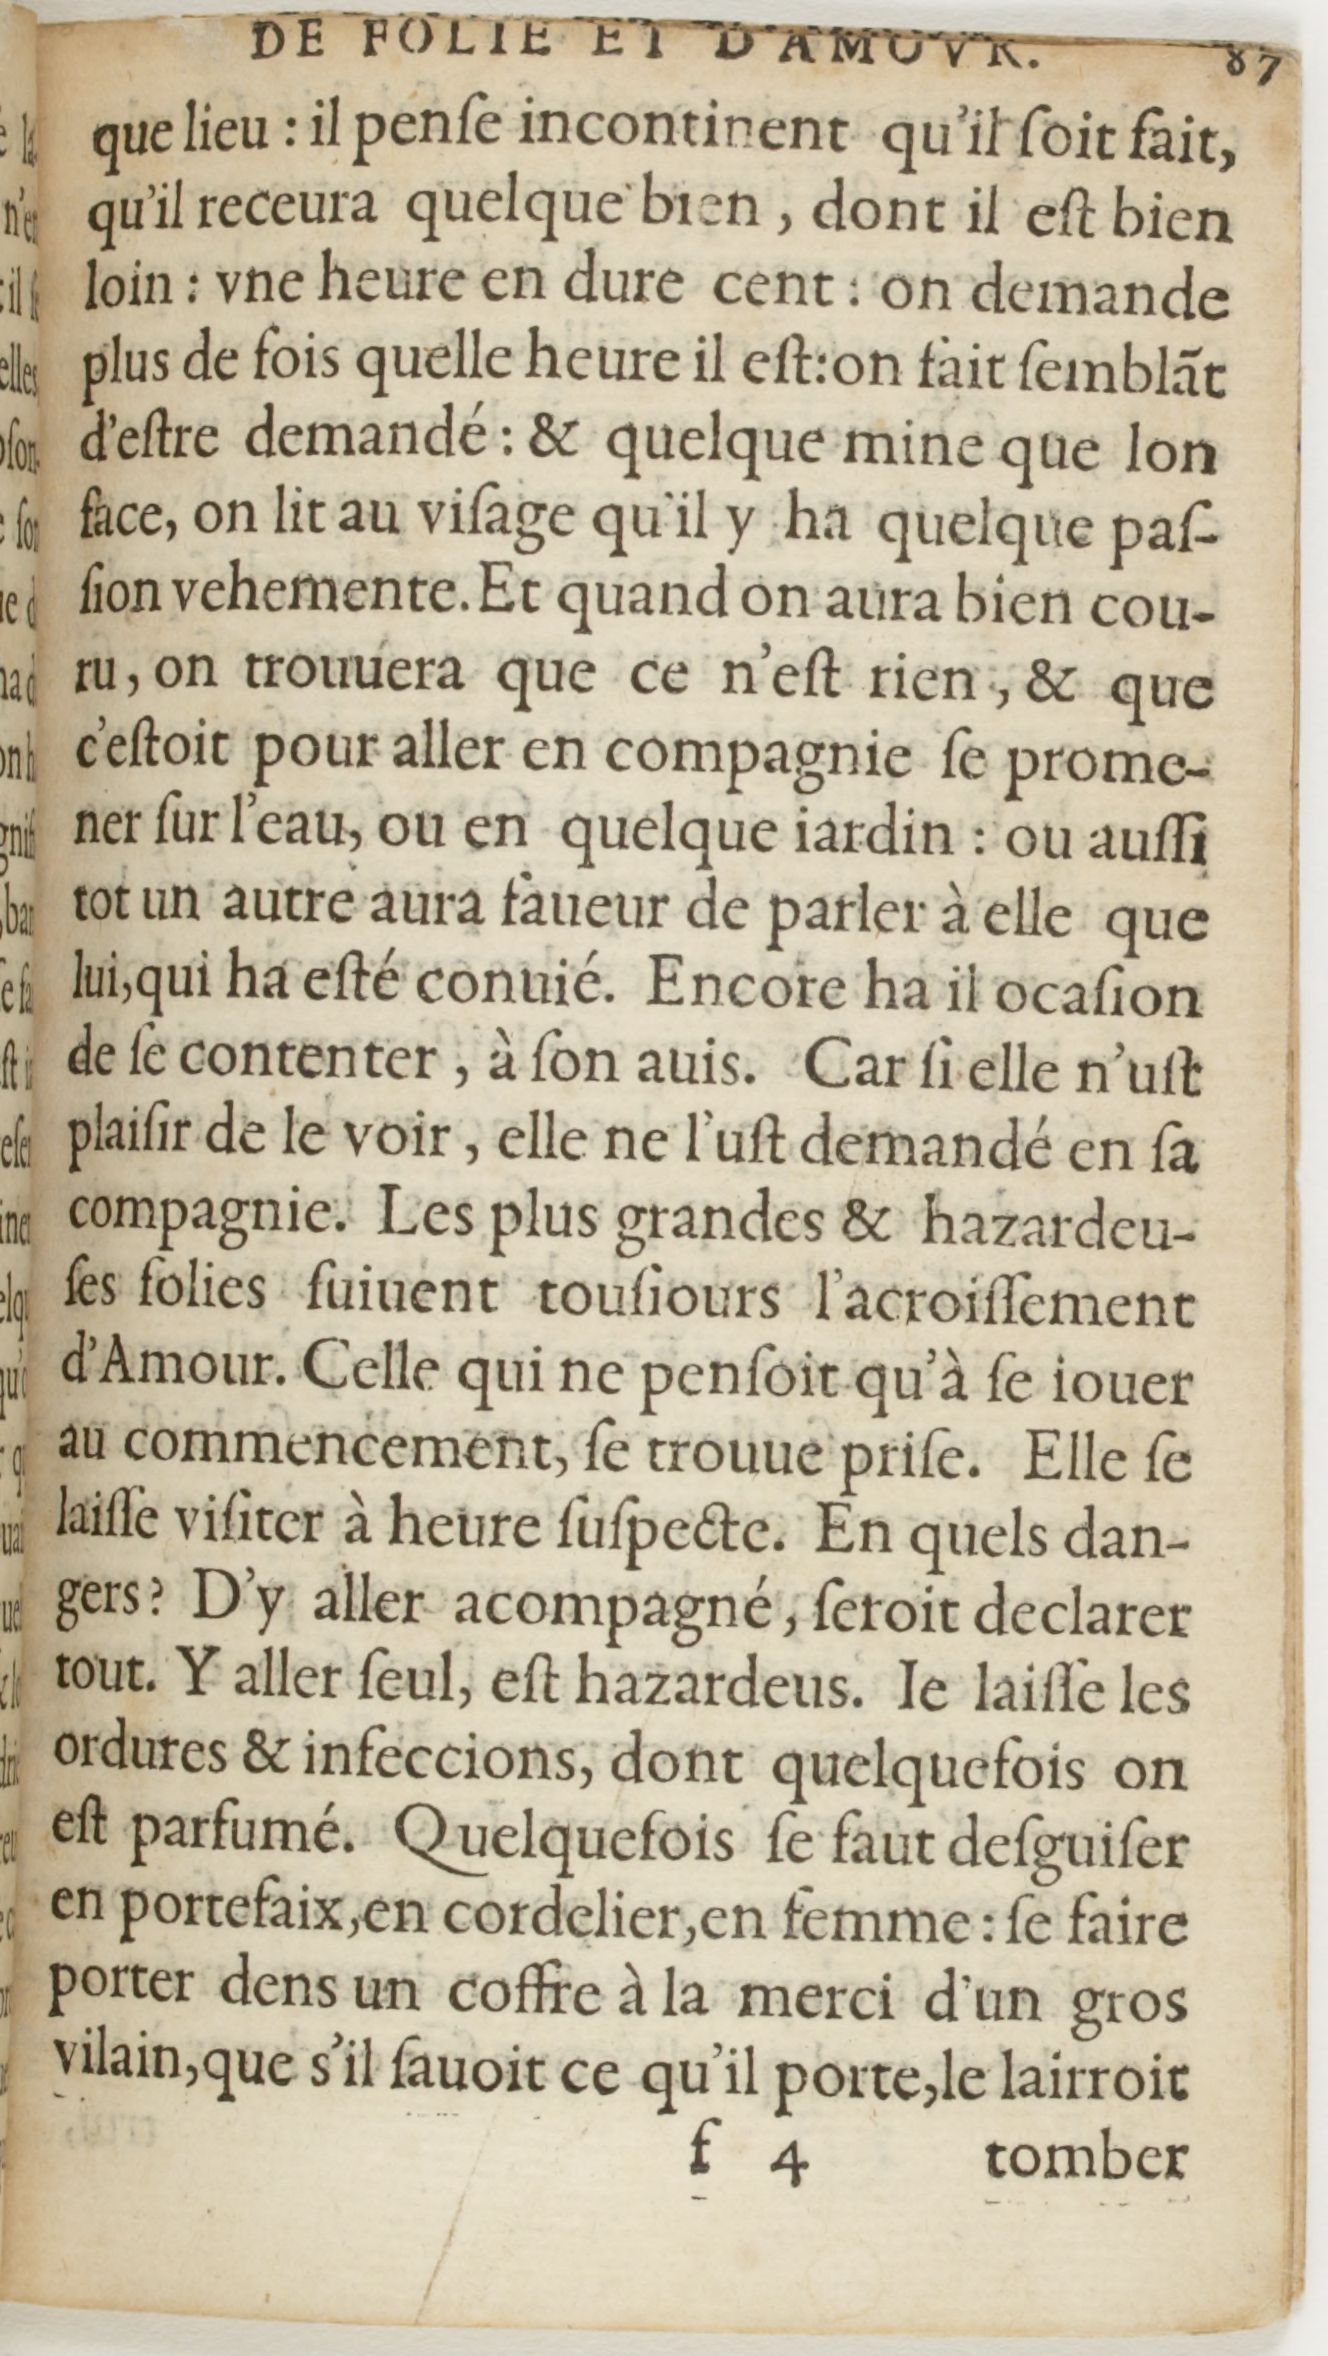 DE FOLIE ET D'AMOVR. 87
que lieu : il penſe incontinent qu'il ſoit fait,
qu'il receura quelque bien , dont il eſt bien
loin : vne heure en dure cent : on demande
plus de fois quelle heure il eſt:on fait ſemblãt
d'eſtre demandé : & quelque mine que lon
face, on lit au viſage qu'il y ha quelque paſ-
ſion vehemente. Et quand on aura bien cou-
ru, on trouuera que ce n'eſt rien , & que
c'eſtoit pour aller en compagnie ſe prome-
ner ſur l'eau, ou en quelque iardin : ou auſſi
tot un autre aura faueur de parler à elle que
lui,qui ha eſté conuié. Encore ha il ocaſion
de ſe contenter , à ſon auis. Car ſi elle n'uſt
plaiſir de le voir , elle ne l'uſt demandé en ſa
compagnie. Les plus grandes & hazardeu-
ſes folies ſuiuent touſiours l'acroiſſement
d'Amour. Celle qui ne penſoit qu'à ſe iouer
au commencement, ſe trouue priſe. Elle ſe
laiſſe viſiter à heure ſuſpecte. En quels dan-
gers? D'y aller acompagné, ſeroit declarer
tout. Y aller ſeul, eſt hazardeus. Ie laiſſe les
ordures & infeccions, dont quelquefois on
eſt parfumé. Quelquefois ſe faut deſguiſer
en portefaix,en cordelier,en femme : ſe faire
porter dens un coffre à la merci d'un gros
vilain,que s'il ſauoit ce qu'il porte,le lairroit
f 4 tomber